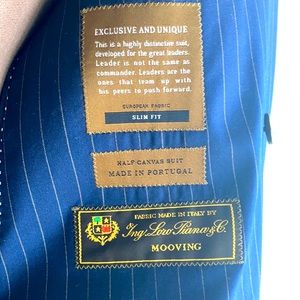 EXCLUSIVE AND UNIQUE
This is a highly distinctive suit,
developed for the great leaders.
Leader is not the same as
commander. Leaders are the
ones that team up with
his peers to push forward.
EUROPEAN FABRIC
SLIM FIT
HALF CANVAS SUIT
MADE IN PORTUGAL
FABRIC MADE IN ITALY BY
Ing. Loro Piana & C.
MOOVING